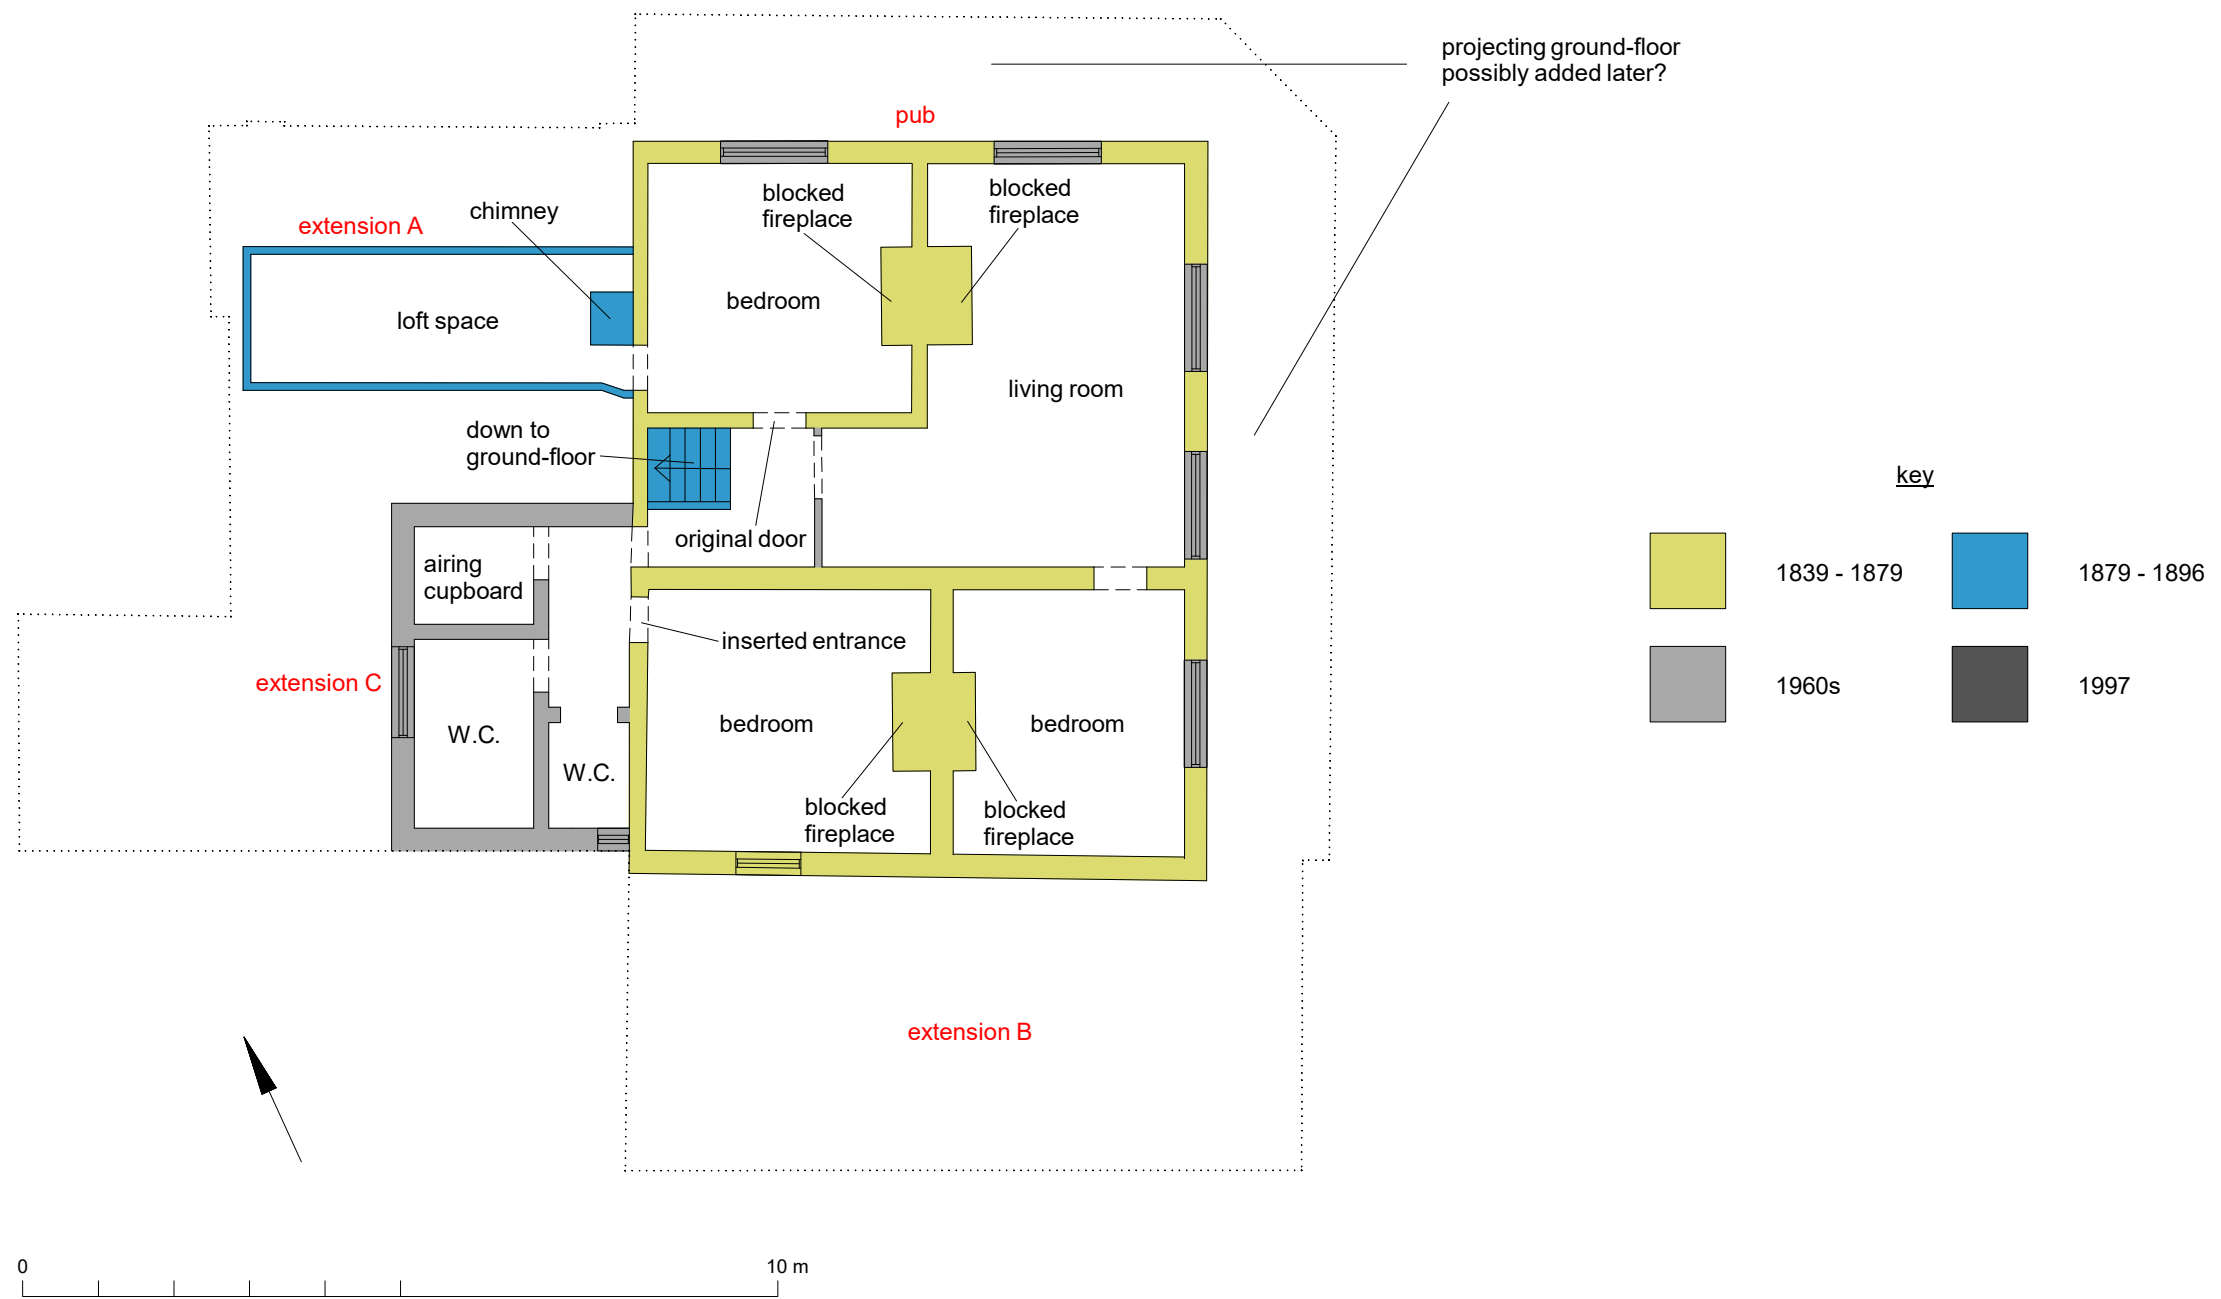 projecting ground-floor
possibly added later?
pub
blocked
fireplace
blocked
fireplace
chimney
extension A
bedroom
loft space
living room
down to
ground-floor
key
original door
airing
cupboard
1839 - 1879
1879 - 1896
inserted entrance
extension C
1960s
1997
bedroom
bedroom
W.C.
W.C.
blocked
fireplace
blocked
fireplace
extension B
0
10 m